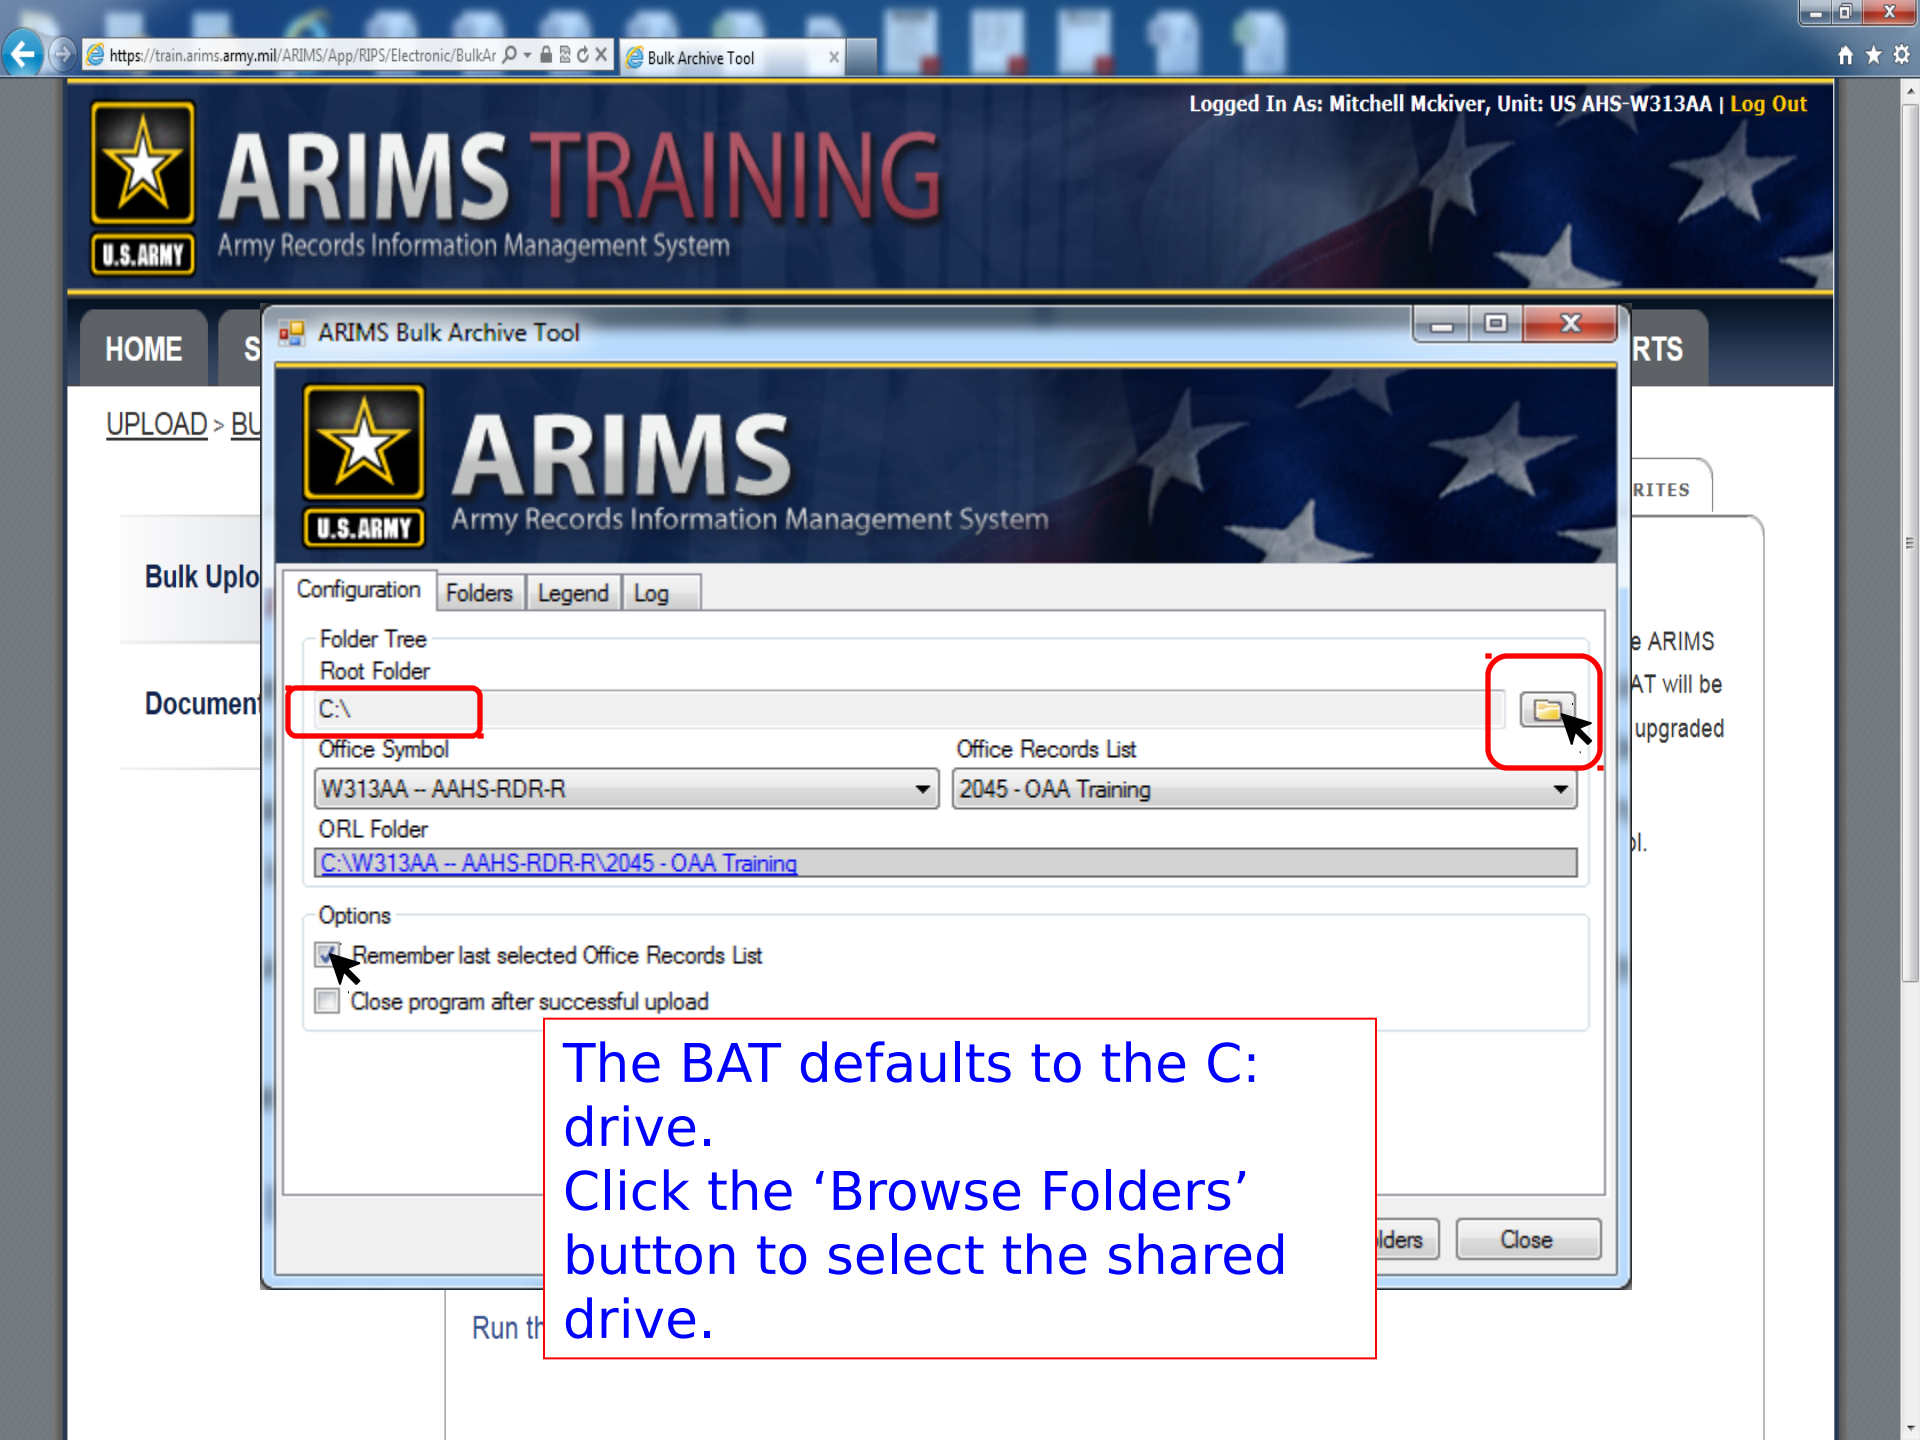 https://train.arims.army.mil/ARIMS/App/RIPS/Electronic/BulkAr
Bulk Archive Tool
Logged In As: Mitchell Mckiver, Unit: US AHS-W313AA | Log Out
ARIMS TRAINING
Army Records Information Management System
U.S.ARMY
HOME
S
RTS
ARIMS Bulk Archive Tool
UPLOAD > BU
ARIMS
Army Records Information Management System
U.S.ARMY
RITES
Bulk Uplo
Configuration
Folders
Legend
Log
Folder Tree
e ARIMS
Root Folder
AT will be
Document
C:\
upgraded
Office Symbol
Office Records List
W313AA -- AAHS-RDR-R
2045 - OAA Training
ORL Folder
ol.
C:\W313AA -- AAHS-RDR-R\2045 - OAA Training
Options
Remember last selected Office Records List
Close program after successful upload
The BAT defaults to the C:
drive.
Click the ‘Browse Folders’
button to select the shared
drive.
lders
Close
Run th